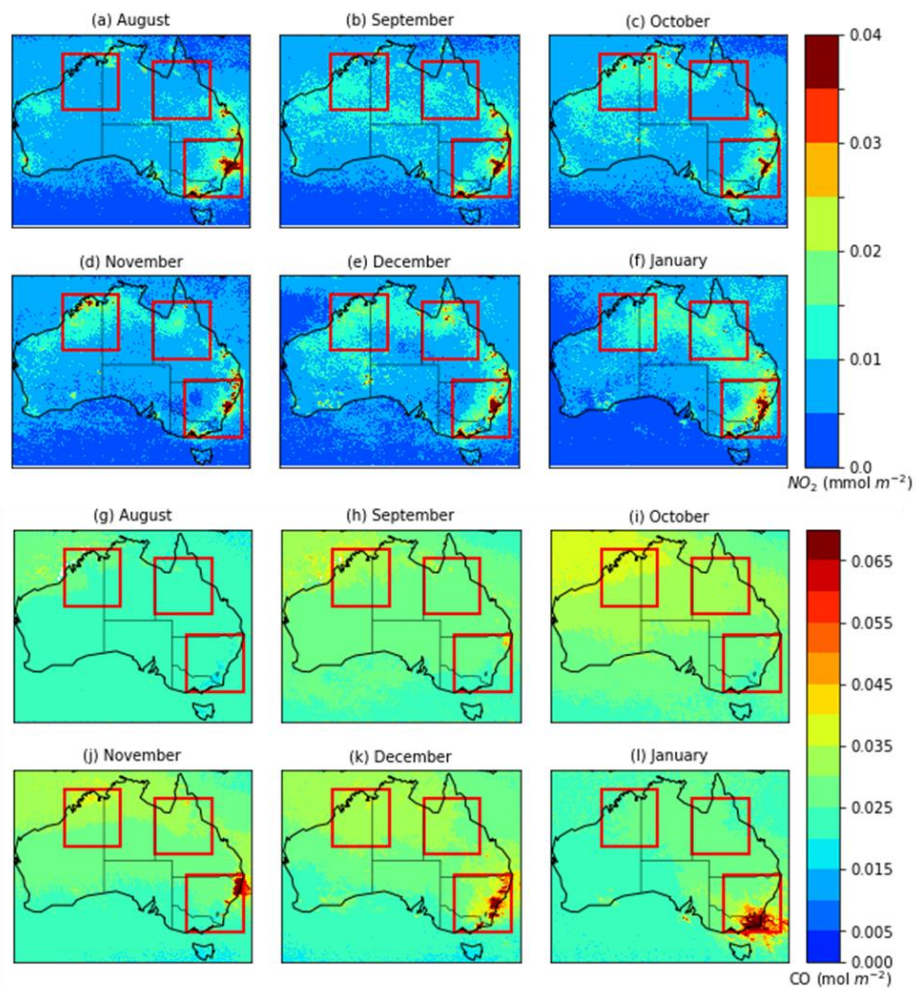 (a) August
(b) September
(c) October
0.04
0.03
0.02
0.01
0.0
NO₂ (mmol m⁻²)
(d) November
(e) December
(f) January
(g) August
(h) September
(i) October
0.065
0.055
0.045
0.035
0.025
0.015
0.005
0.000
CO (mol m⁻²)
(j) November
(k) December
(l) January